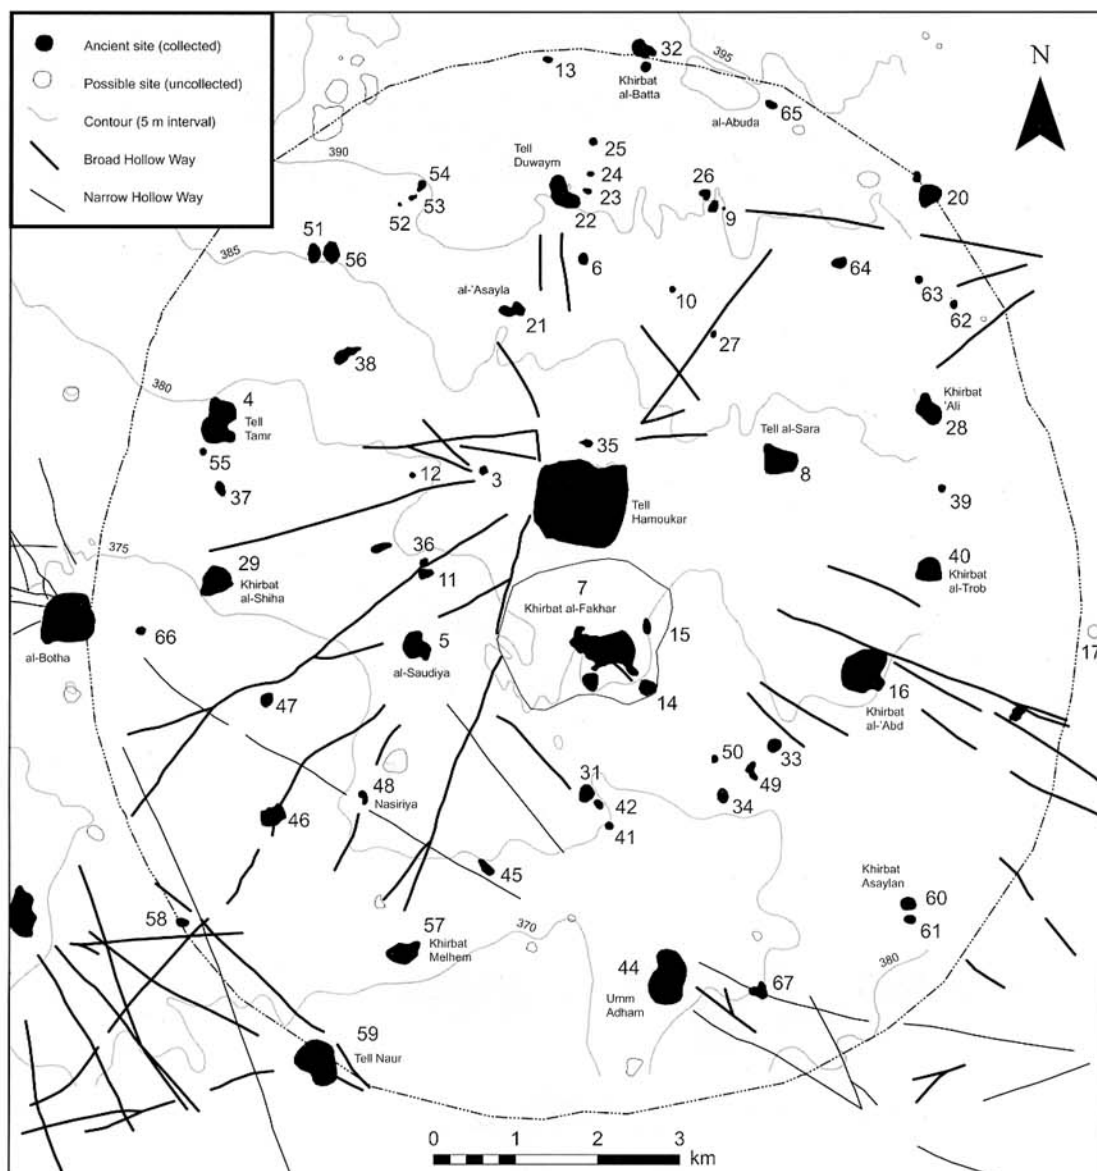 Ancient site (collected)
Possible site (uncollected)
Contour (5 m interval)
Broad Hollow Way
Narrow Hollow Way
N
32
Khirbat
al-Batta
395
13
65
al-Abuda
390
25
Tell
Duwaym
24
23
22
54
53
52
26
9
20
51
56
385
6
64
al-'Asayla
21
10
63
62
27
38
380
4
Tell
Tamr
Khirbat
'Ali
28
55
37
12
3
35
Tell al-Sara
8
Tell
Hamoukar
39
375
36
11
29
Khirbat
al-Shiha
7
Khirbat al-Fakhar
40
Khirbat
al-Trob
15
5
al-Saudiya
66
al-Botha
17
14
16
Khirbat
al-'Abd
47
50
33
49
34
31
42
41
48
Nasiriya
46
45
Khirbat
Asaylan
60
61
58
57
Khirbat
Melhem
370
380
44
Umm
Adham
67
59
Tell Naur
0 1 2 3
km